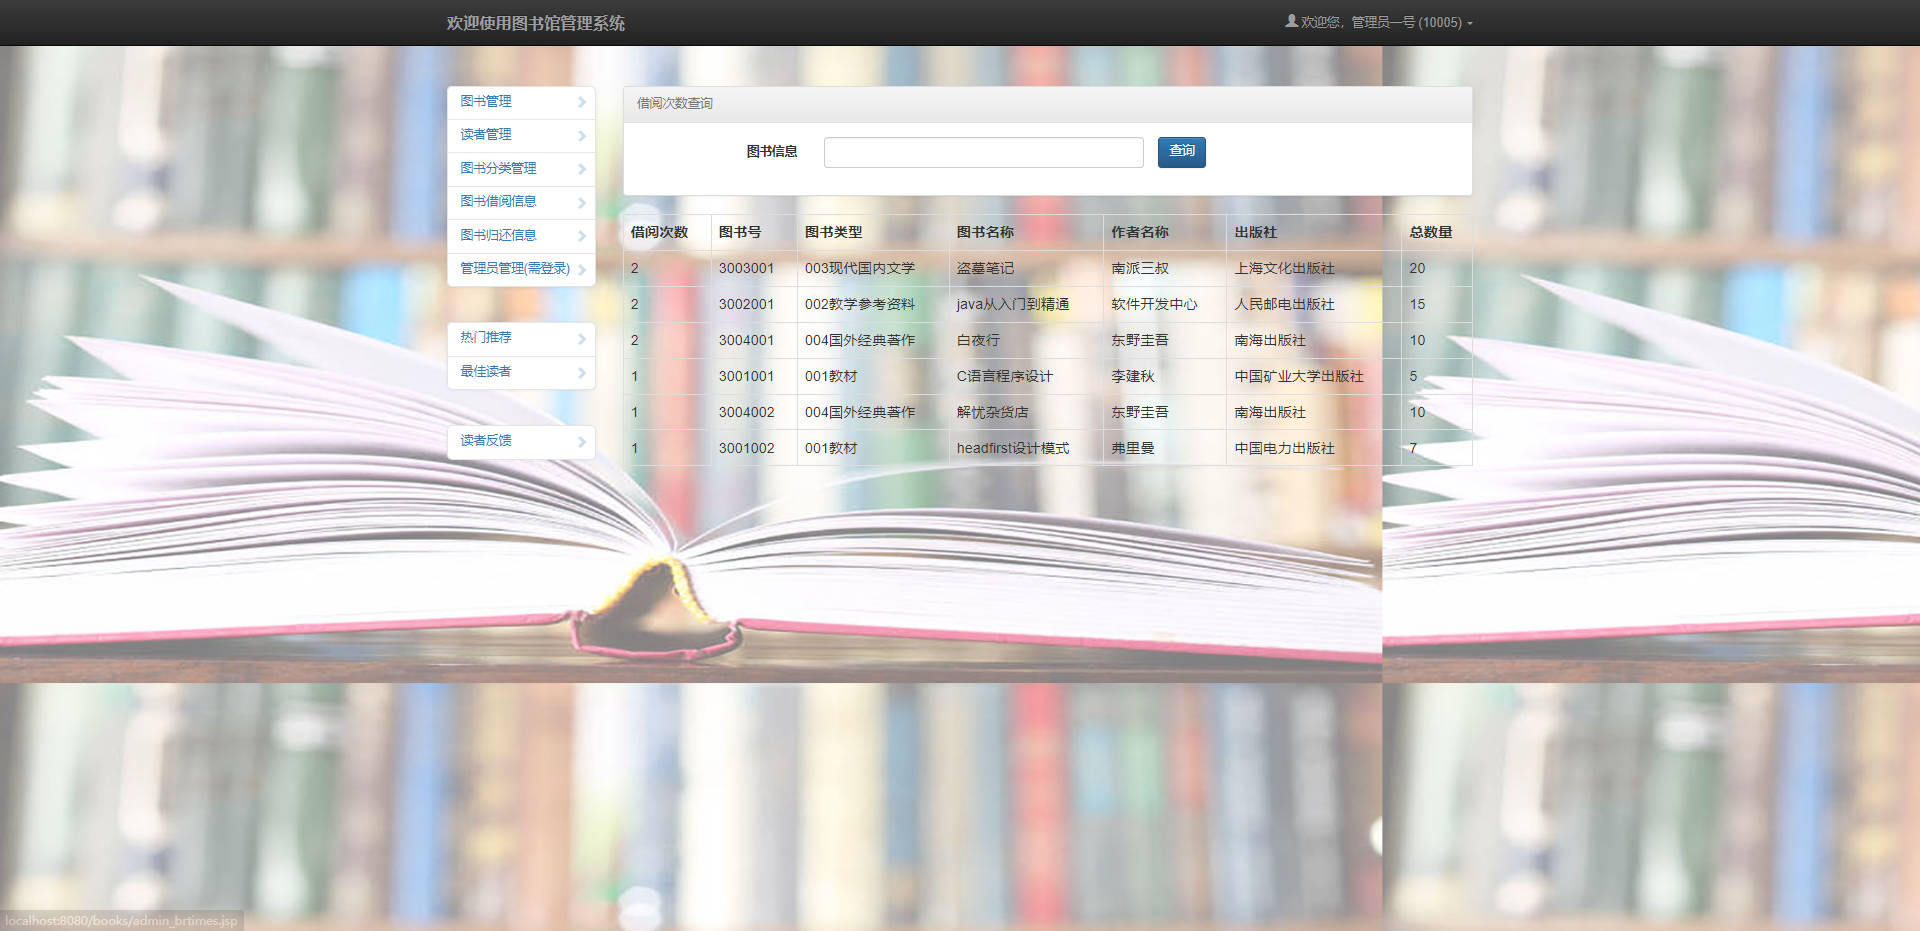 欢迎使用图书馆管理系统
欢迎您，管理员一号 (10005)
图书管理
读者管理
图书分类管理
图书借阅信息
图书归还信息
管理员管理(需登录)
热门推荐
最佳读者
读者反馈
借阅次数查询
图书信息 查询
借阅次数 图书号 图书类型 图书名称 作者名称 出版社 总数量
2 3003001 003现代国内文学 盗墓笔记 南派三叔 上海文化出版社 20
2 3002001 002教学参考资料 java从入门到精通 软件开发中心 人民邮电出版社 15
2 3004001 004国外经典著作 白夜行 东野圭吾 南海出版社 10
1 3001001 001教材 C语言程序设计 李建秋 中国矿业大学出版社 5
1 3004002 004国外经典著作 解忧杂货店 东野圭吾 南海出版社 10
1 3001002 001教材 headfirst设计模式 弗里曼 中国电力出版社 7
localhost:8080/books/admin_brtimes.jsp